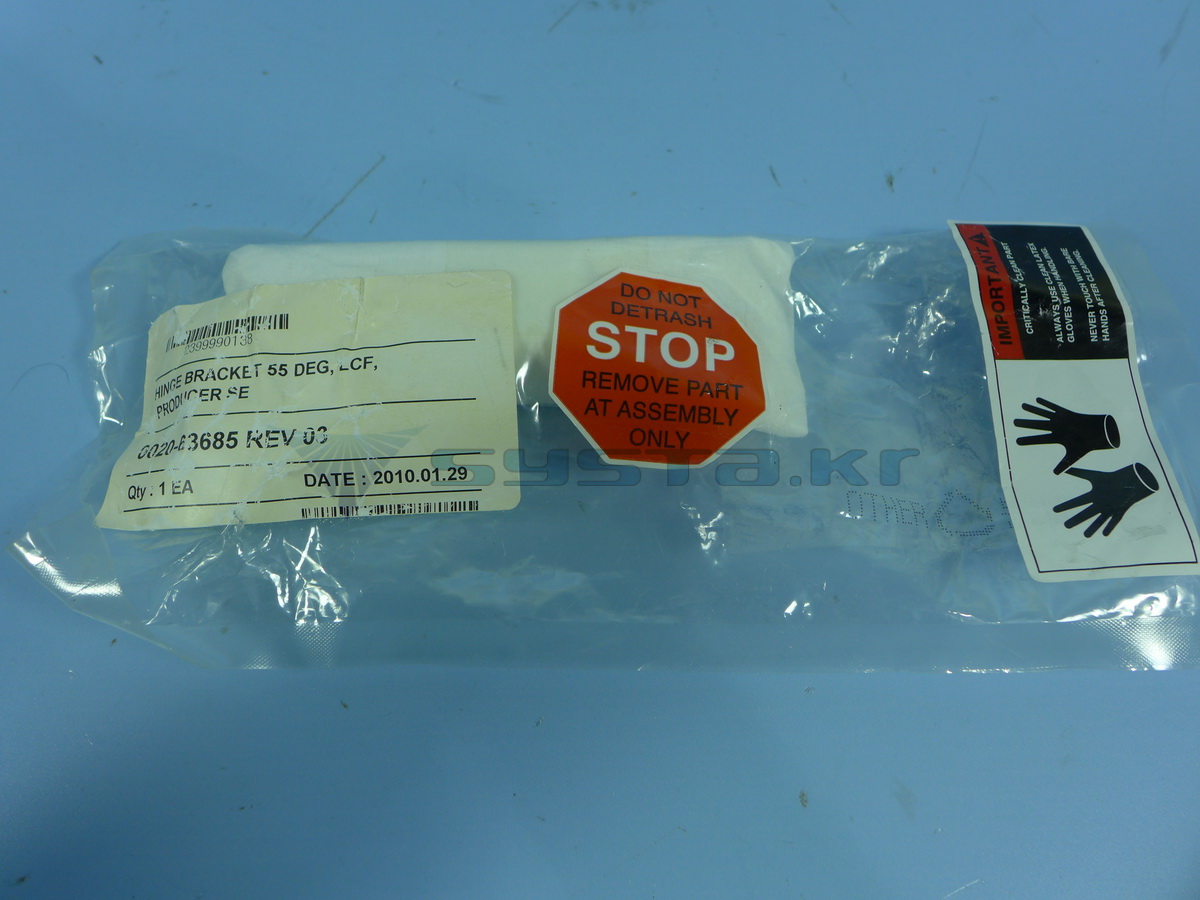 2399990138
HINGE BRACKET 55 DEG, LCF,
PRODUCER SE
REV 03
Qty : 1 EA
DATE : 2010.01.29
DO NOT
DETRASH
STOP
REMOVE PART
AT ASSEMBLY
ONLY
IMPORTANT
CRITICALLY CLEAN PART
*ALWAYS USE CLEAN LATEX
GLOVES WHEN HANDLING.
NEVER TOUCH WITH BARE
HANDS AFTER CLEANING.
OTHER
systa.kr